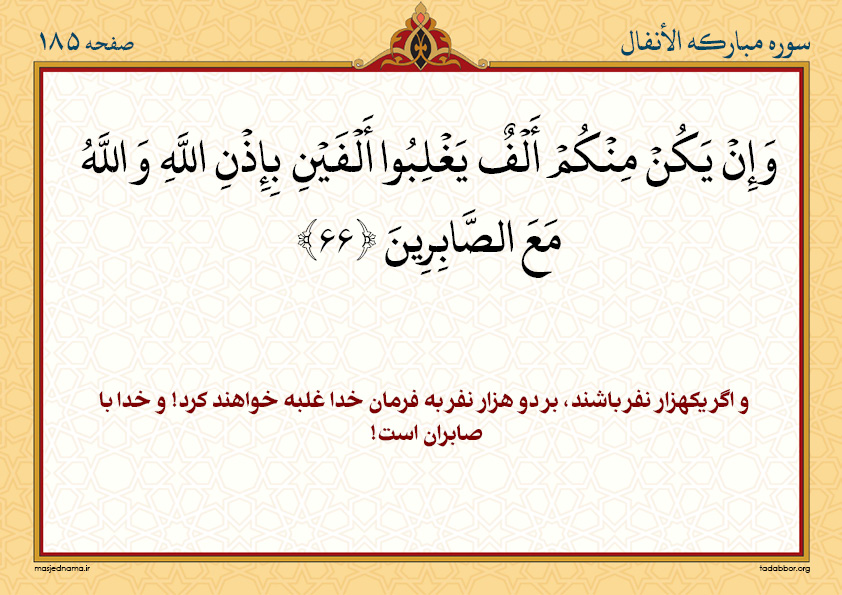 سوره مبارکه الأنفال
صفحه ۱۸۵
وَإِنْ يَكُنْ مِنْكُمْ أَلْفٌ يَغْلِبُوا أَلْفَيْنِ بِإِذْنِ اللَّهِ وَ اللَّهُ
مَعَ الصَّابِرِينَ ﴿۶۶﴾
و اگر یکهزار نفر باشند، بر دو هزار نفر به فرمان خدا غلبه خواهند کرد! و خدا با
صابران است!
masjednama.ir
tadabbor.org